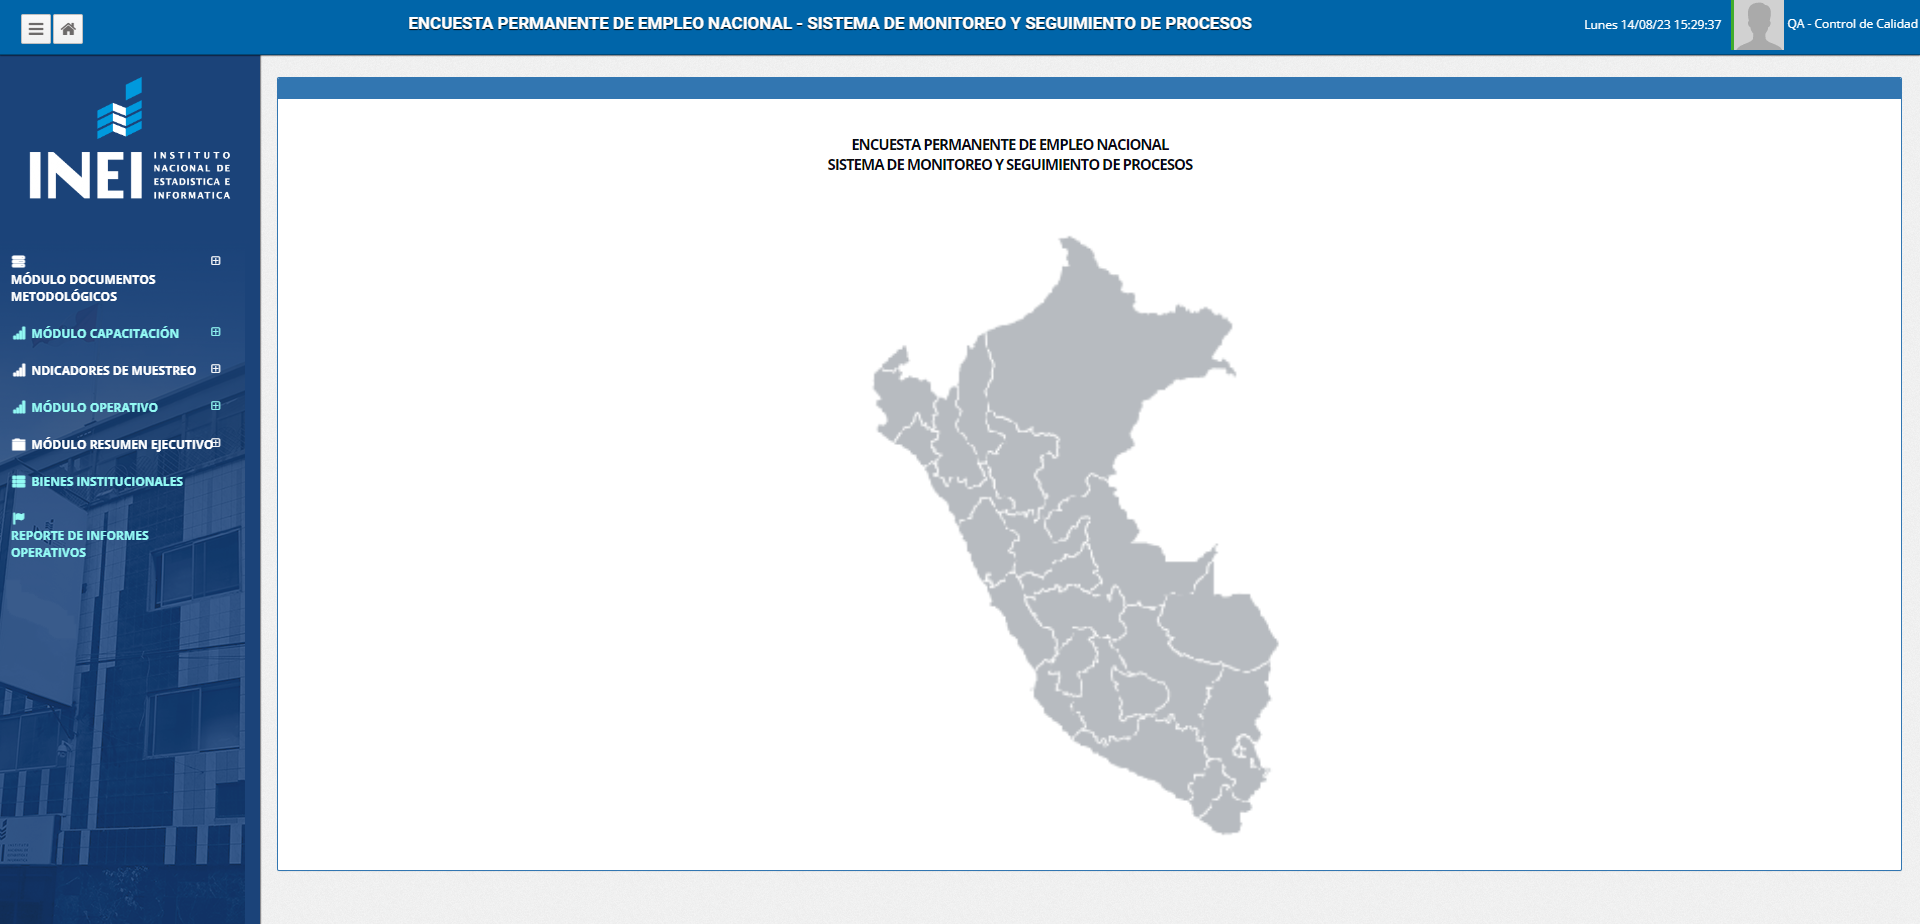 ENCUESTA PERMANENTE DE EMPLEO NACIONAL - SISTEMA DE MONITOREO Y SEGUIMIENTO DE PROCESOS
Lunes 14/08/23 15:29:37
QA - Control de Calidad
INEI
INSTITUTO
NACIONAL DE
ESTADISTICA E
INFORMATICA
MÓDULO DOCUMENTOS
METODOLÓGICOS
MÓDULO CAPACITACIÓN
NDICADORES DE MUESTREO
MÓDULO OPERATIVO
MÓDULO RESUMEN EJECUTIVO
BIENES INSTITUCIONALES
REPORTE DE INFORMES
OPERATIVOS
ENCUESTA PERMANENTE DE EMPLEO NACIONAL
SISTEMA DE MONITOREO Y SEGUIMIENTO DE PROCESOS